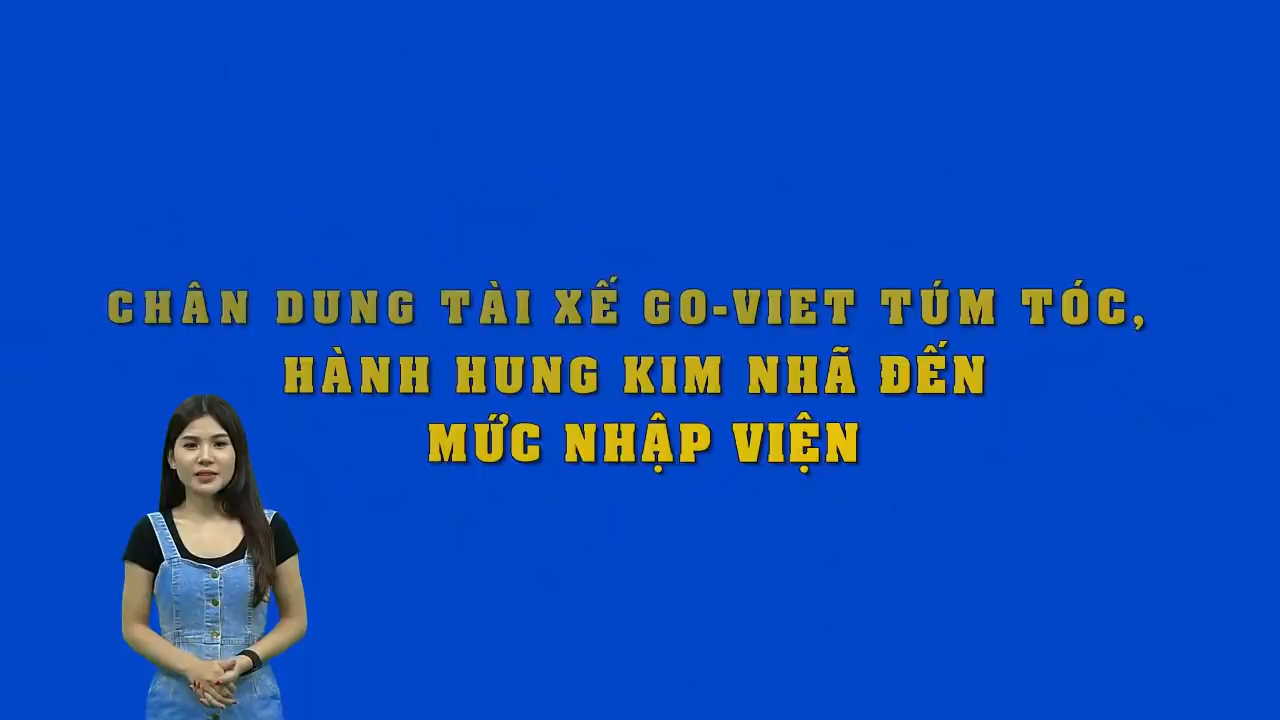 CHÂN DUNG TÀI XẾ GO-VIET TÚM TÓC,
HÀNH HUNG KIM NHÃ ĐẾN
MỨC NHẬP VIỆN